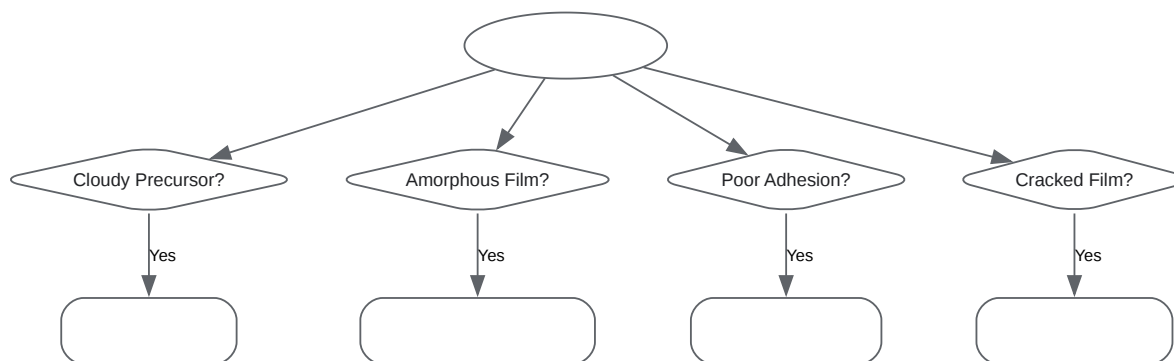 Cloudy Precursor?
Amorphous Film?
Poor Adhesion?
Cracked Film?
Yes
Yes
Yes
Yes